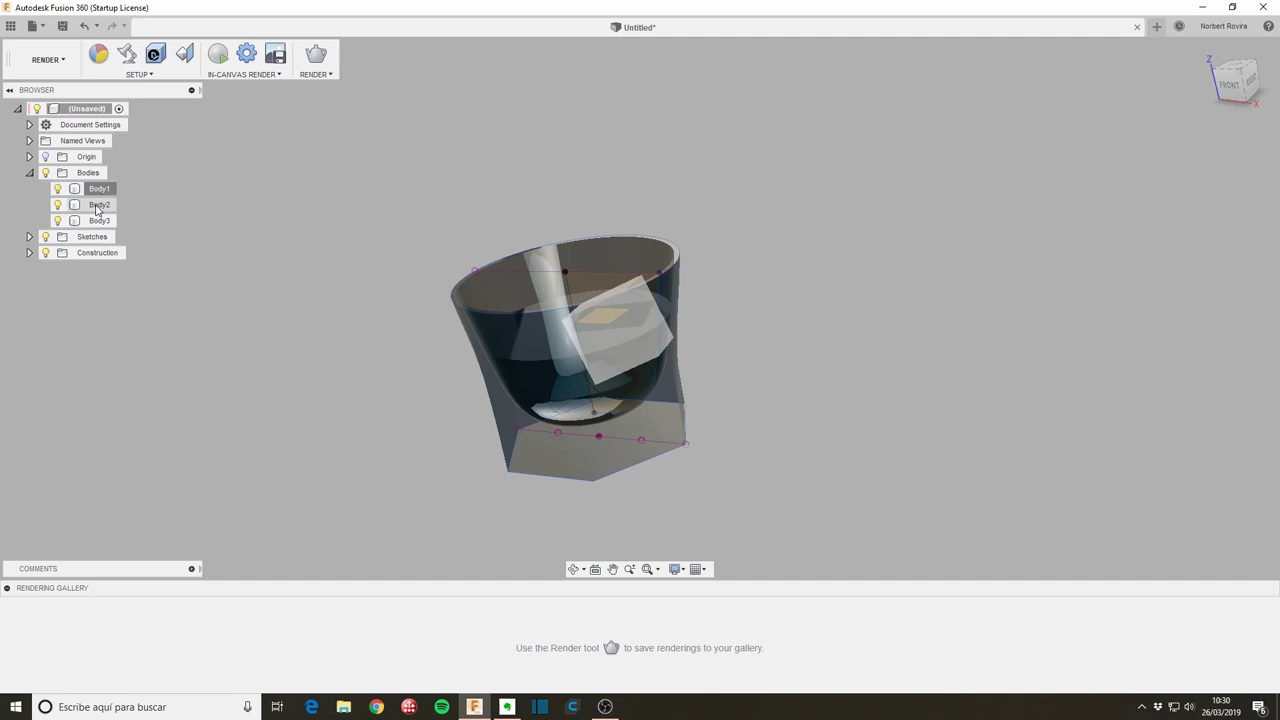 Autodesk Fusion 360 (Startup License)
Untitled*
Norbert Rovira
RENDER
SETUP
IN-CANVAS RENDER
RENDER
BROWSER
(Unsaved)
Document Settings
Named Views
Origin
Bodies
Body1
Body2
Body3
Sketches
Construction
Z
FRONT
X
COMMENTS
RENDERING GALLERY
Use the Render tool to save renderings to your gallery.
Escribe aquí para buscar
10:30
26/03/2019